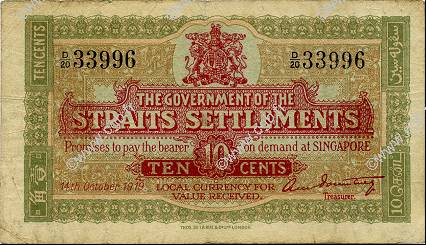 TEN CENTS
D/20 33996
D/20 33996
THE GOVERNMENT OF THE
STRAITS SETTLEMENTS
Promises to pay the bearer on demand at SINGAPORE
TEN 10 CENTS
14th October 1919
LOCAL CURRENCY FOR
VALUE RECEIVED.
Treasurer.
壹角
THOS. DE LA RUE & CO LTD LONDON.